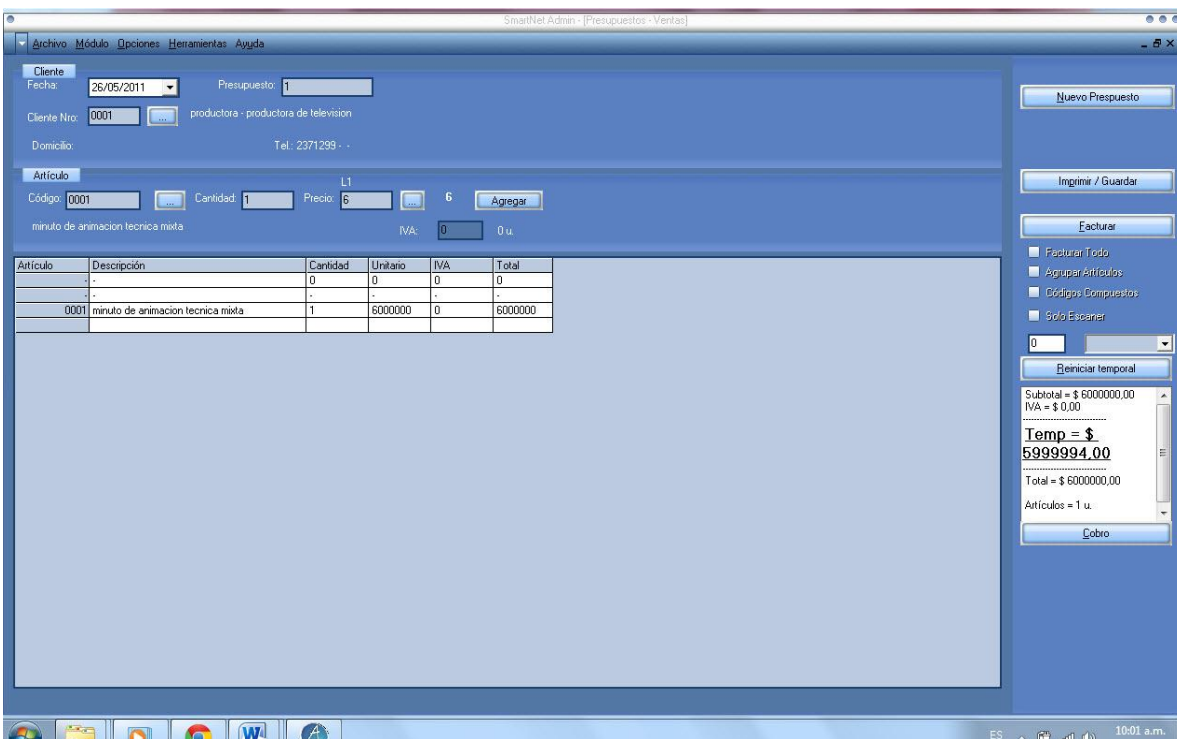 SmartNet Admin - [Presupuestos - Ventas]
Archivo Módulo Opciones Herramientas Ayuda
Cliente
Fecha: 26/05/2011 Presupuesto: 1
Cliente Nro: 0001 ... productora - productora de television
Domicilio: Tel.: 2371299 - -
Artículo
L1
Código: 0001 ... Cantidad: 1 Precio: 6 ... 6 Agregar
minuto de animacion tecnica mixta IVA: 0 0 u.
Artículo Descripción Cantidad Unitario IVA Total
- - 0 0 0 0
- - - - - -
0001 minuto de animacion tecnica mixta 1 6000000 0 6000000
Nuevo Prespuesto
Imprimir / Guardar
Facturar
Facturar Todo
Agrupar Artículos
Códigos Compuestos
Solo Escaner
0
Reiniciar temporal
Subtotal = $ 6000000,00
IVA = $ 0,00
------------------------------
Temp = $
5999994,00
------------------------------
Total = $ 6000000,00
Artículos = 1 u.
Cobro
W
ES 10:01 a.m.